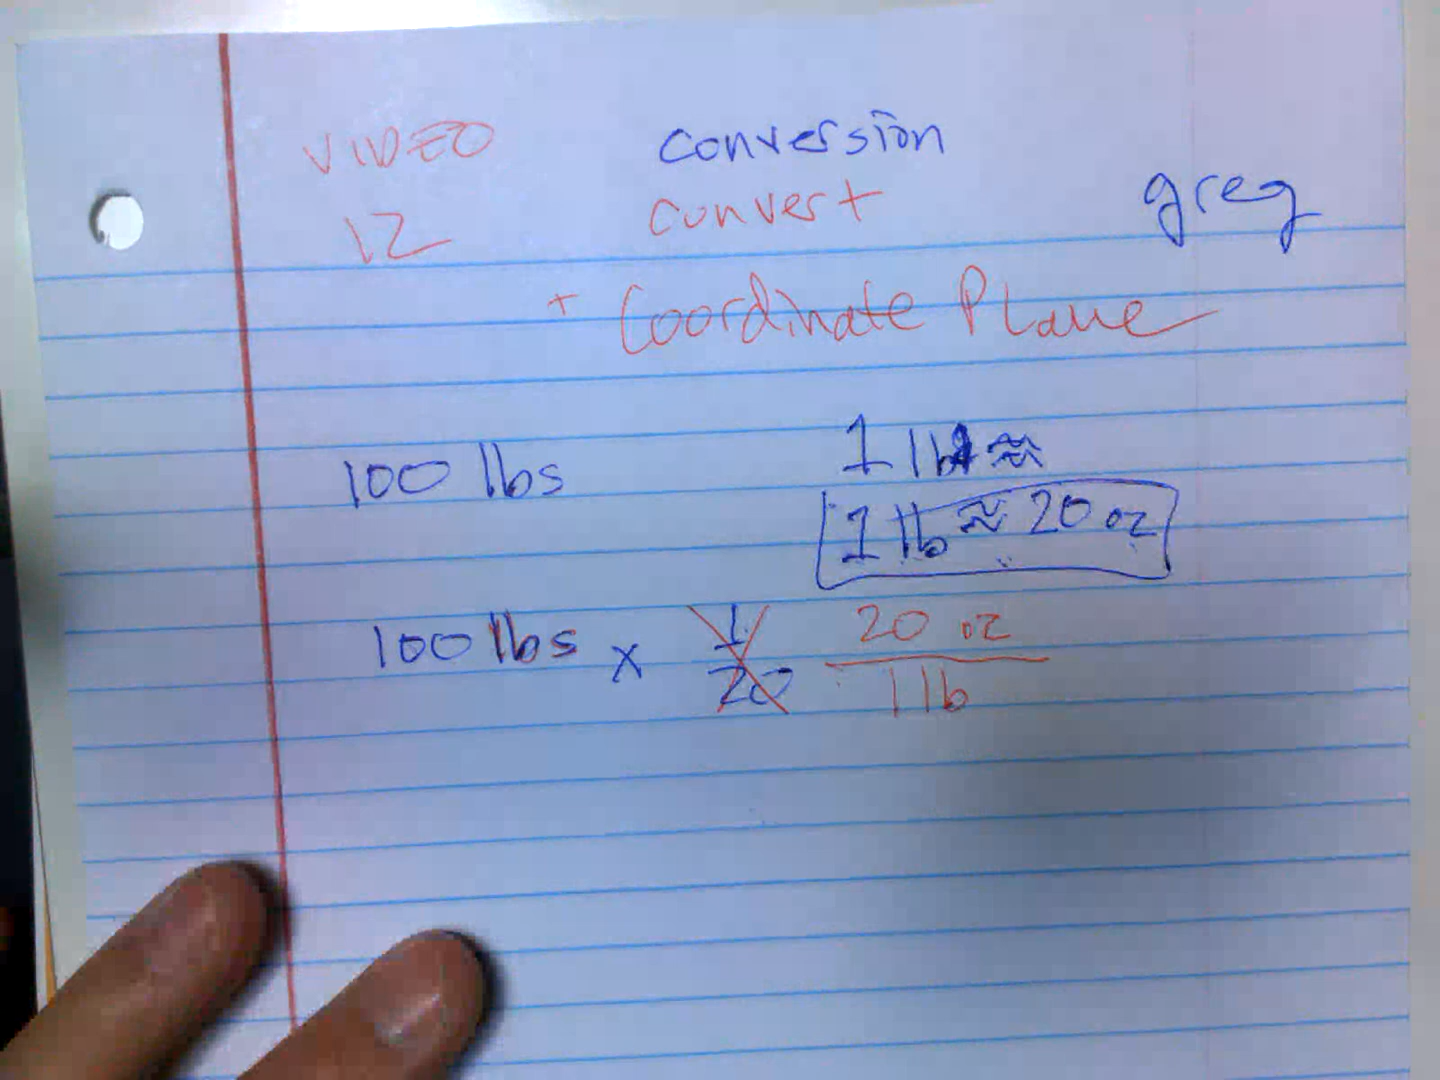 VIDEO conversion
12 convert greg
+ Coordinate Plane
100 lbs 1 lb ≈
1 lb ≈ 20 oz
100 lbs x 1/20 20 oz / 1 lb